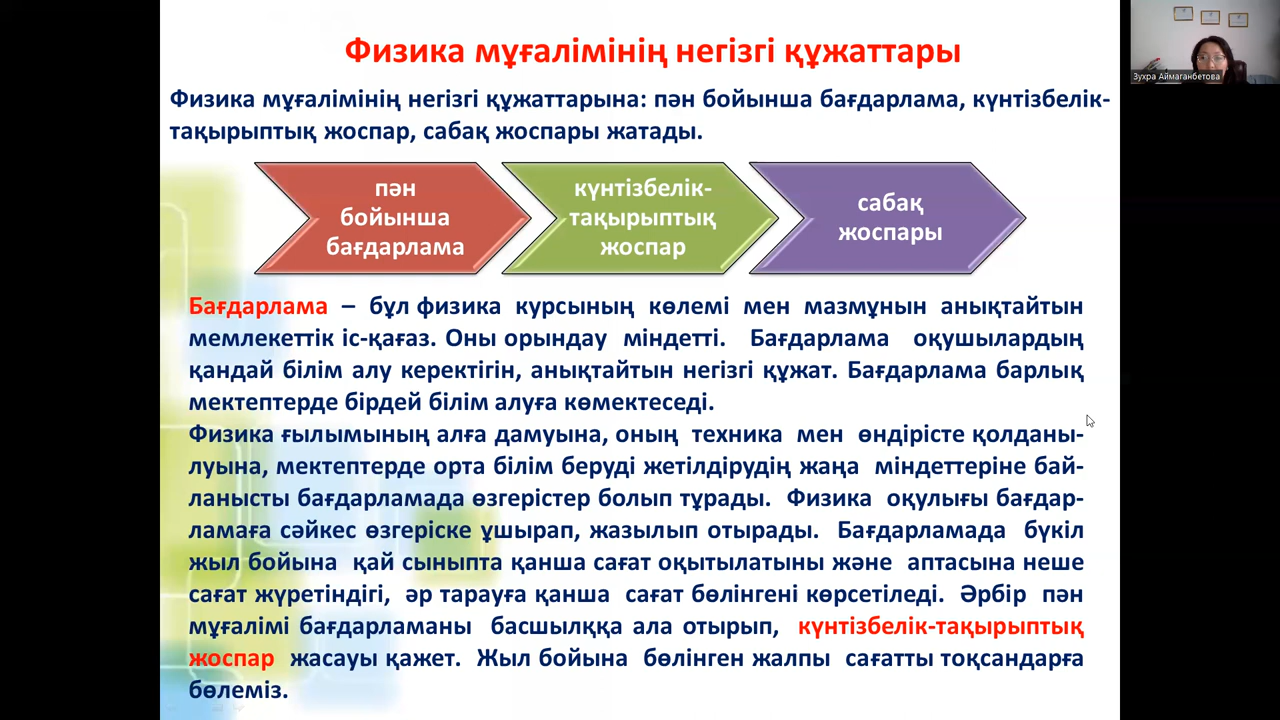 Физика мұғалімінің негізгі құжаттары
Зухра Аймаганбетова
Физика мұғалімінің негізгі құжаттарына: пән бойынша бағдарлама, күнтізбелік-
тақырыптық жоспар, сабақ жоспары жатады.
пән
бойынша
бағдарлама
күнтізбелік-
тақырыптық
жоспар
сабақ
жоспары
Бағдарлама – бұл физика курсының көлемі мен мазмұнын анықтайтын
мемлекеттік іс-қағаз. Оны орындау міндетті. Бағдарлама оқушылардың
қандай білім алу керектігін, анықтайтын негізгі құжат. Бағдарлама барлық
мектептерде бірдей білім алуға көмектеседі.
Физика ғылымының алға дамуына, оның техника мен өндірісте қолданы-
луына, мектептерде орта білім беруді жетілдірудің жаңа міндеттеріне бай-
ланысты бағдарламада өзгерістер болып тұрады. Физика оқулығы бағдар-
ламаға сәйкес өзгеріске ұшырап, жазылып отырады. Бағдарламада бүкіл
жыл бойына қай сыныпта қанша сағат оқытылатыны және аптасына неше
сағат жүретіндігі, әр тарауға қанша сағат бөлінгені көрсетіледі. Әрбір пән
мұғалімі бағдарламаны басшылққа ала отырып, күнтізбелік-тақырыптық
жоспар жасауы қажет. Жыл бойына бөлінген жалпы сағатты тоқсандарға
бөлеміз.